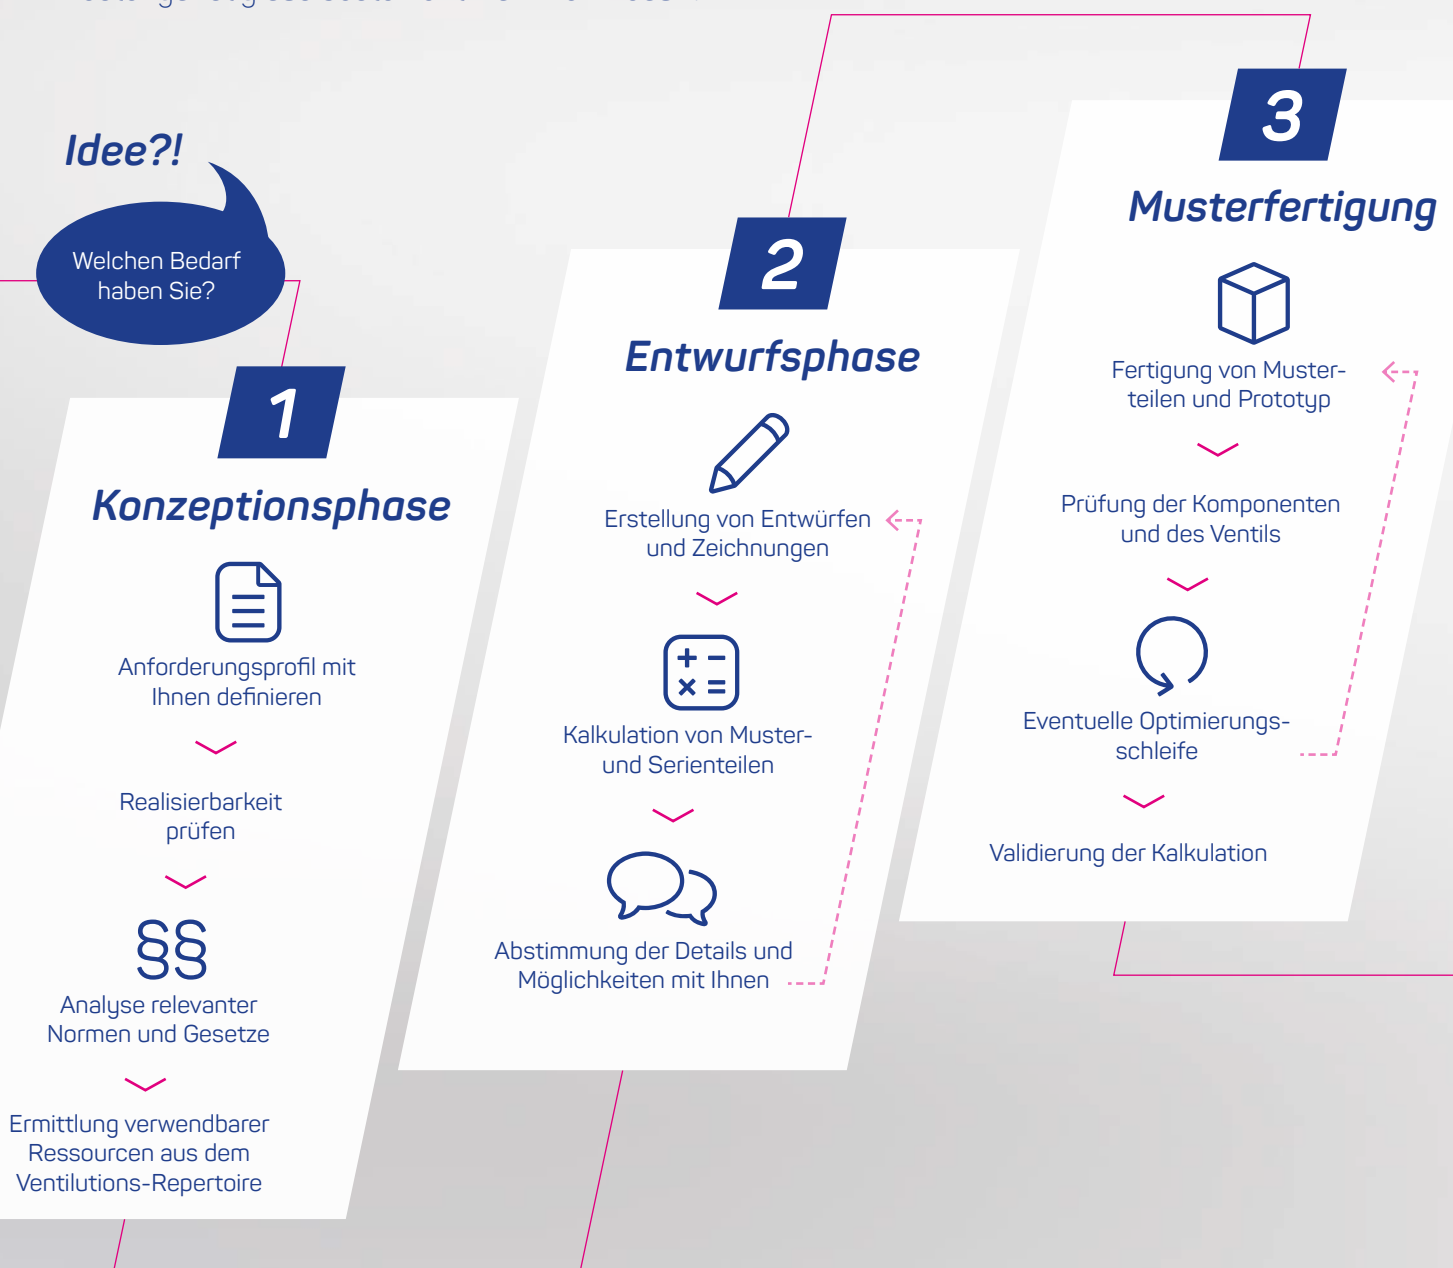 Idee?!
Welchen Bedarf
haben Sie?
1
Konzeptionsphase
Anforderungsprofil mit
Ihnen definieren
Realisierbarkeit
prüfen
§§
Analyse relevanter
Normen und Gesetze
Ermittlung verwendbarer
Ressourcen aus dem
Ventilutions-Repertoire
2
Entwurfsphase
Erstellung von Entwürfen
und Zeichnungen
Kalkulation von Muster-
und Serienteilen
Abstimmung der Details und
Möglichkeiten mit Ihnen
3
Musterfertigung
Fertigung von Muster-
teilen und Prototyp
Prüfung der Komponenten
und des Ventils
Eventuelle Optimierungs-
schleife
Validierung der Kalkulation